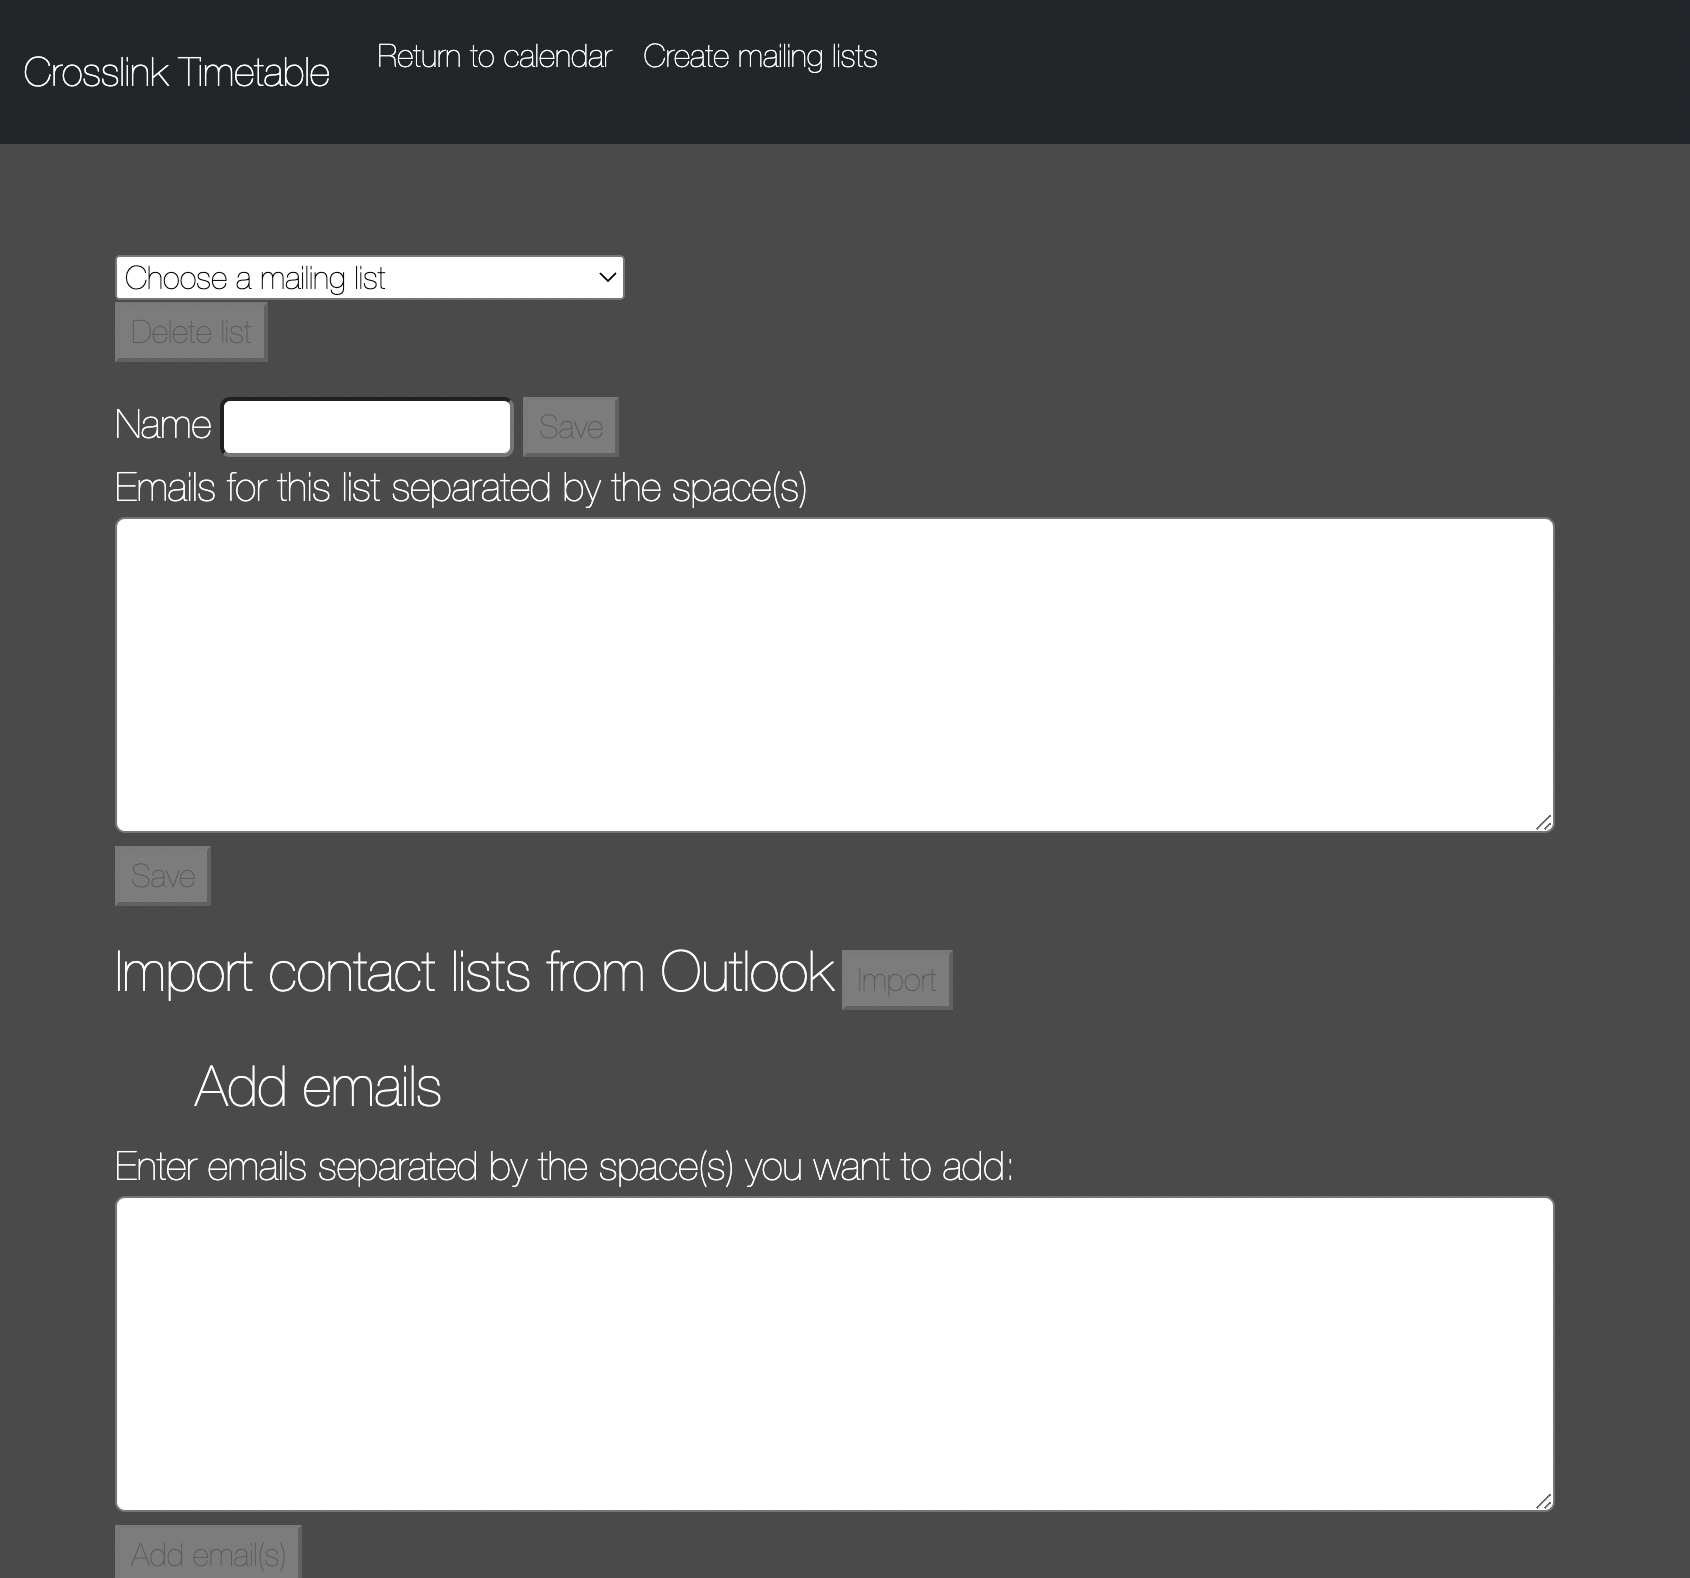 Crosslink Timetable Return to calendar Create mailing lists
Choose a mailing list
Delete list
Name Save
Emails for this list separated by the space(s)
Save
Import contact lists from Outlook Import
Add emails
Enter emails separated by the space(s) you want to add:
Add email(s)